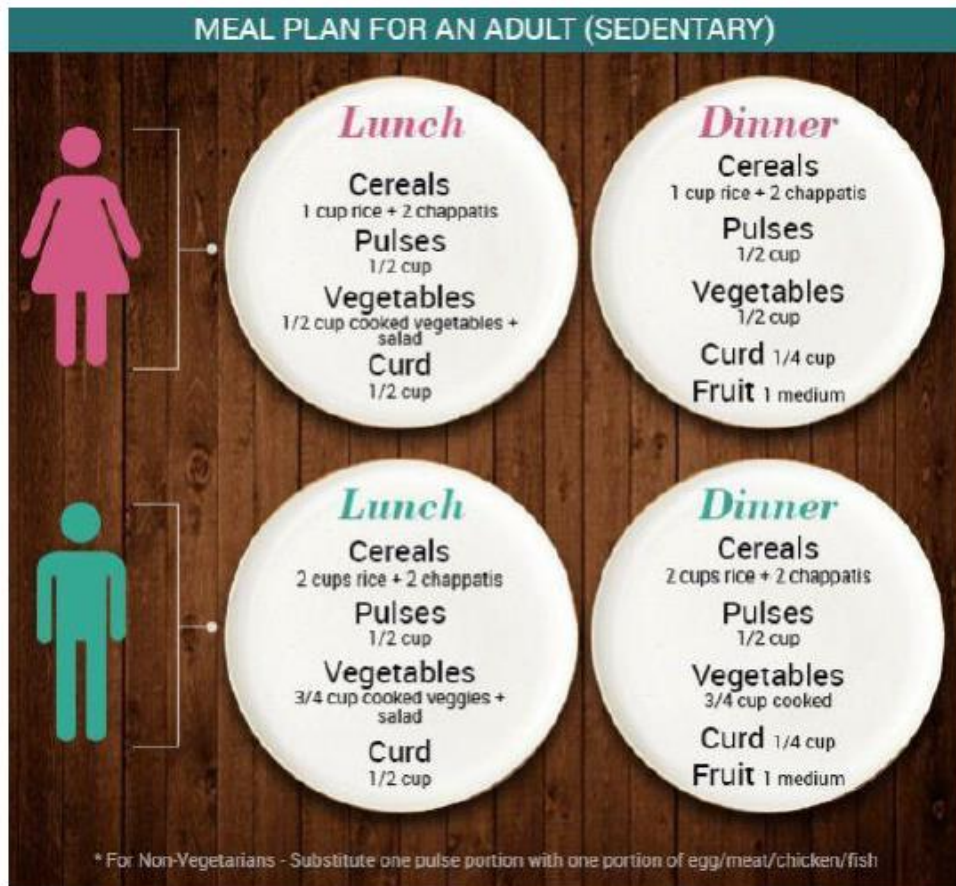 MEAL PLAN FOR AN ADULT (SEDENTARY)
Lunch
Cereals
1 cup rice + 2 chappatis
Pulses
1/2 cup
Vegetables
1/2 cup cooked vegetables +
salad
Curd
1/2 cup
Dinner
Cereals
1 cup rice + 2 chappatis
Pulses
1/2 cup
Vegetables
1/2 cup
Curd 1/4 cup
Fruit 1 medium
Lunch
Cereals
2 cups rice + 2 chappatis
Pulses
1/2 cup
Vegetables
3/4 cup cooked veggies +
salad
Curd
1/2 cup
Dinner
Cereals
2 cups rice + 2 chappatis
Pulses
1/2 cup
Vegetables
3/4 cup cooked
Curd 1/4 cup
Fruit 1 medium
* For Non-Vegetarians - Substitute one pulse portion with one portion of egg/meat/chicken/fish